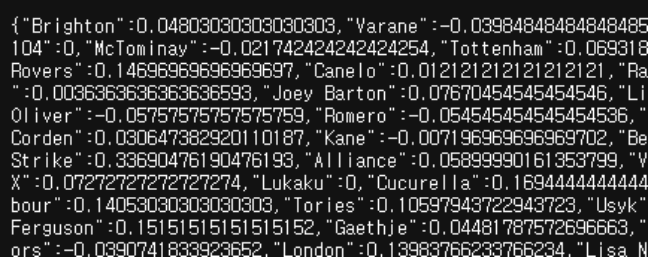 {"Brighton":0.04803030303030303,"Varane":-0.0398484848484848485
104":0,"McTominay":-0.021742424242424254,"Tottenham":0.069318
Rovers":0.14696969696969697,"Canelo":0.012121212121212121,"Ra
":0.0036363636363636593,"Joey Barton":0.07670454545454546,"Li
Oliver":-0.05757575757575759,"Romero":-0.05454545454545454536,"
Corden":0.030647382920110187,"Kane":-0.007196969696969702,"Be
Strike":0.33690476190476193,"Alliance":0.05899990161353799,"V
X":0.07272727272727274,"Lukaku":0,"Cucurella":0.1694444444444
bour":0.14053030303030303,"Tories":0.10597943722943723,"Usyk"
Ferguson":0.15151515151515152,"Gaethje":0.04481787572696663,"
ors":-0.0390741833923652,"London":0.13983766233766234,"Lisa N